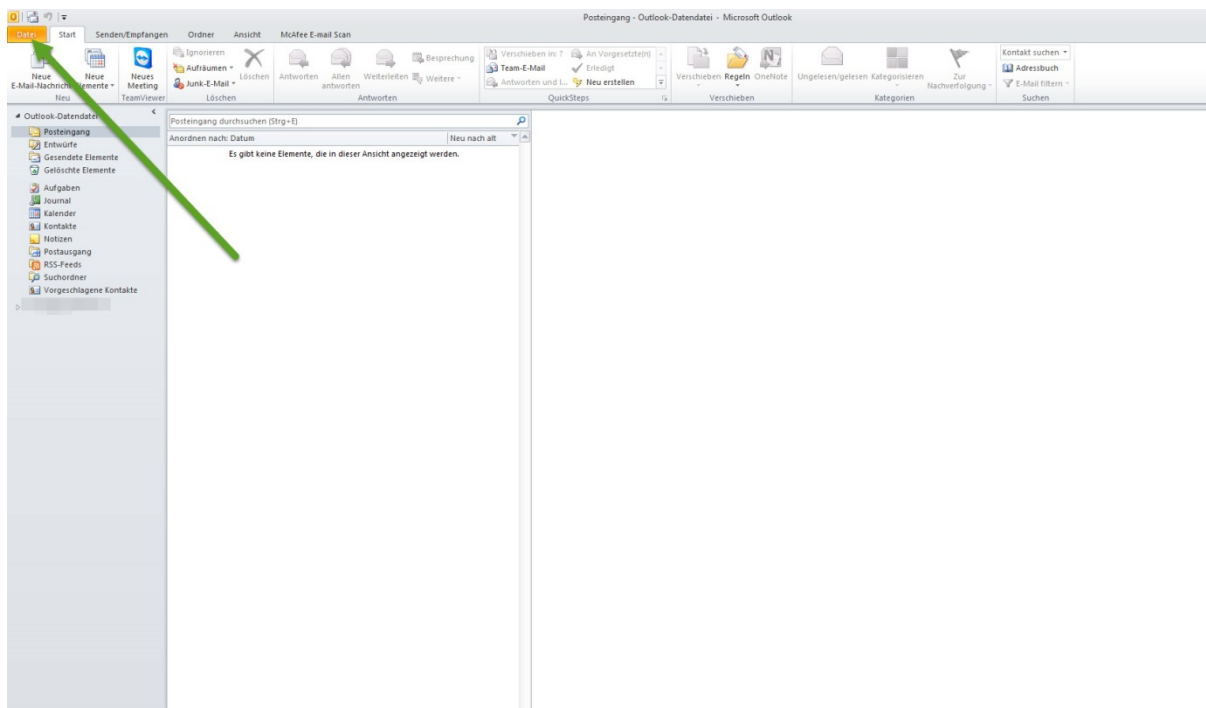 Posteingang - Outlook-Datendatei - Microsoft Outlook
Datei Start Senden/Empfangen Ordner Ansicht McAfee E-mail Scan
Neue E-Mail-Nachricht
Neue Elemente
Neu
Neues Meeting
TeamViewer
Ignorieren
Aufräumen
Junk-E-Mail
Löschen
Löschen
Antworten
Allen antworten
Weiterleiten
Besprechung
Weitere
Antworten
Verschieben in: ?
Team-E-Mail
Antworten und l...
An Vorgesetzte(n)
Erledigt
Neu erstellen
QuickSteps
Verschieben
Regeln
OneNote
Verschieben
Ungelesen/gelesen
Kategorisieren
Zur Nachverfolgung
Kategorien
Kontakt suchen
Adressbuch
E-Mail filtern
Suchen
Outlook-Datendatei
Posteingang
Entwürfe
Gesendete Elemente
Gelöschte Elemente
Aufgaben
Journal
Kalender
Kontakte
Notizen
Postausgang
RSS-Feeds
Suchordner
Vorgeschlagene Kontakte
Posteingang durchsuchen (Strg+E)
Anordnen nach: Datum Neu nach alt
Es gibt keine Elemente, die in dieser Ansicht angezeigt werden.